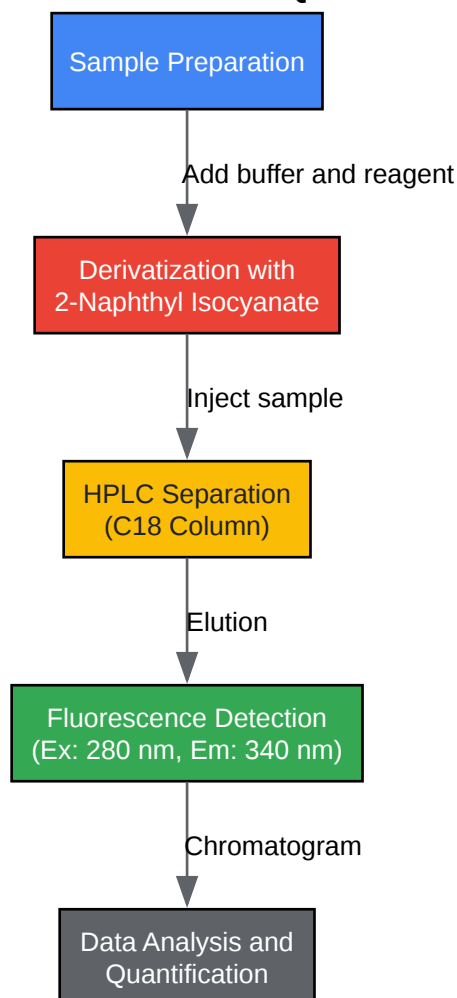 Sample Preparation
Add buffer and reagent
Derivatization with
2-Naphthyl Isocyanate
Inject sample
HPLC Separation
(C18 Column)
Elution
Fluorescence Detection
(Ex: 280 nm, Em: 340 nm)
Chromatogram
Data Analysis and
Quantification